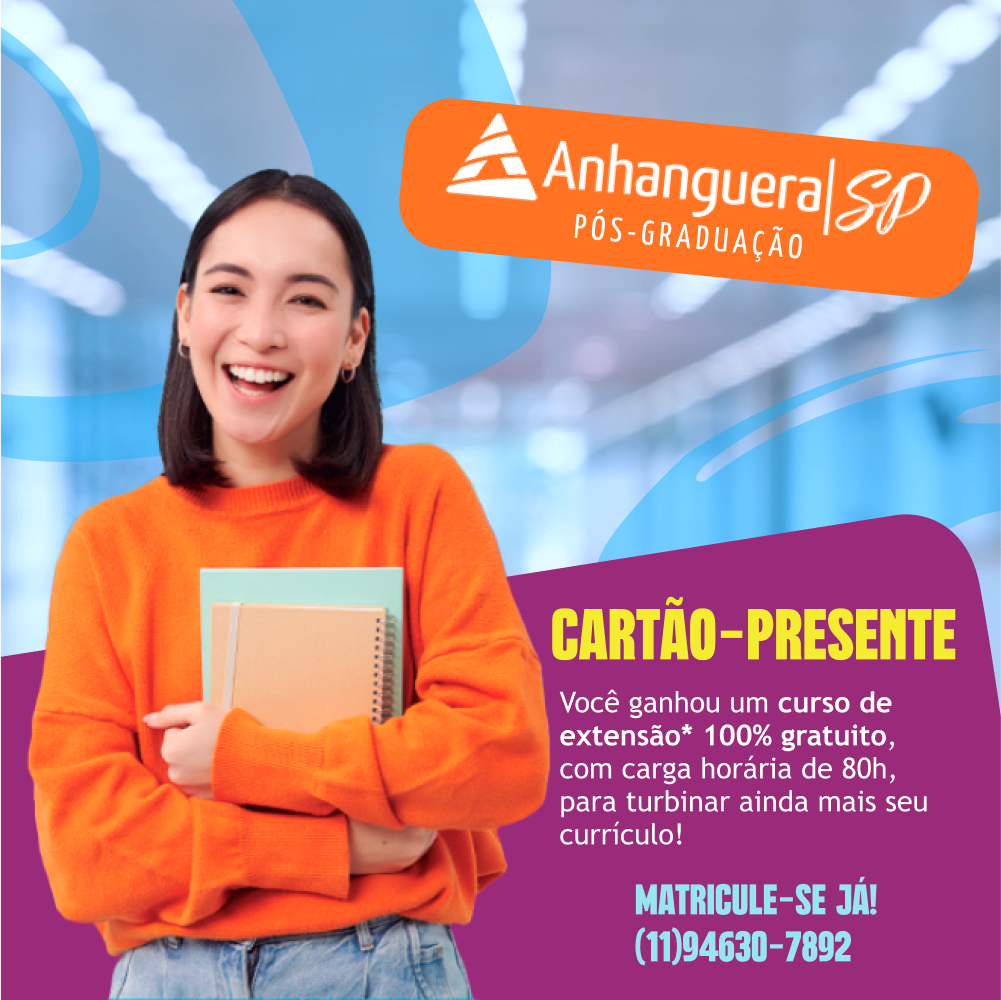 Anhanguera|SP
PÓS-GRADUAÇÃO
CARTÃO-PRESENTE
Você ganhou um curso de
extensão* 100% gratuito,
com carga horária de 80h,
para turbinar ainda mais seu
currículo!
MATRICULE-SE JÁ!
(11)94630-7892